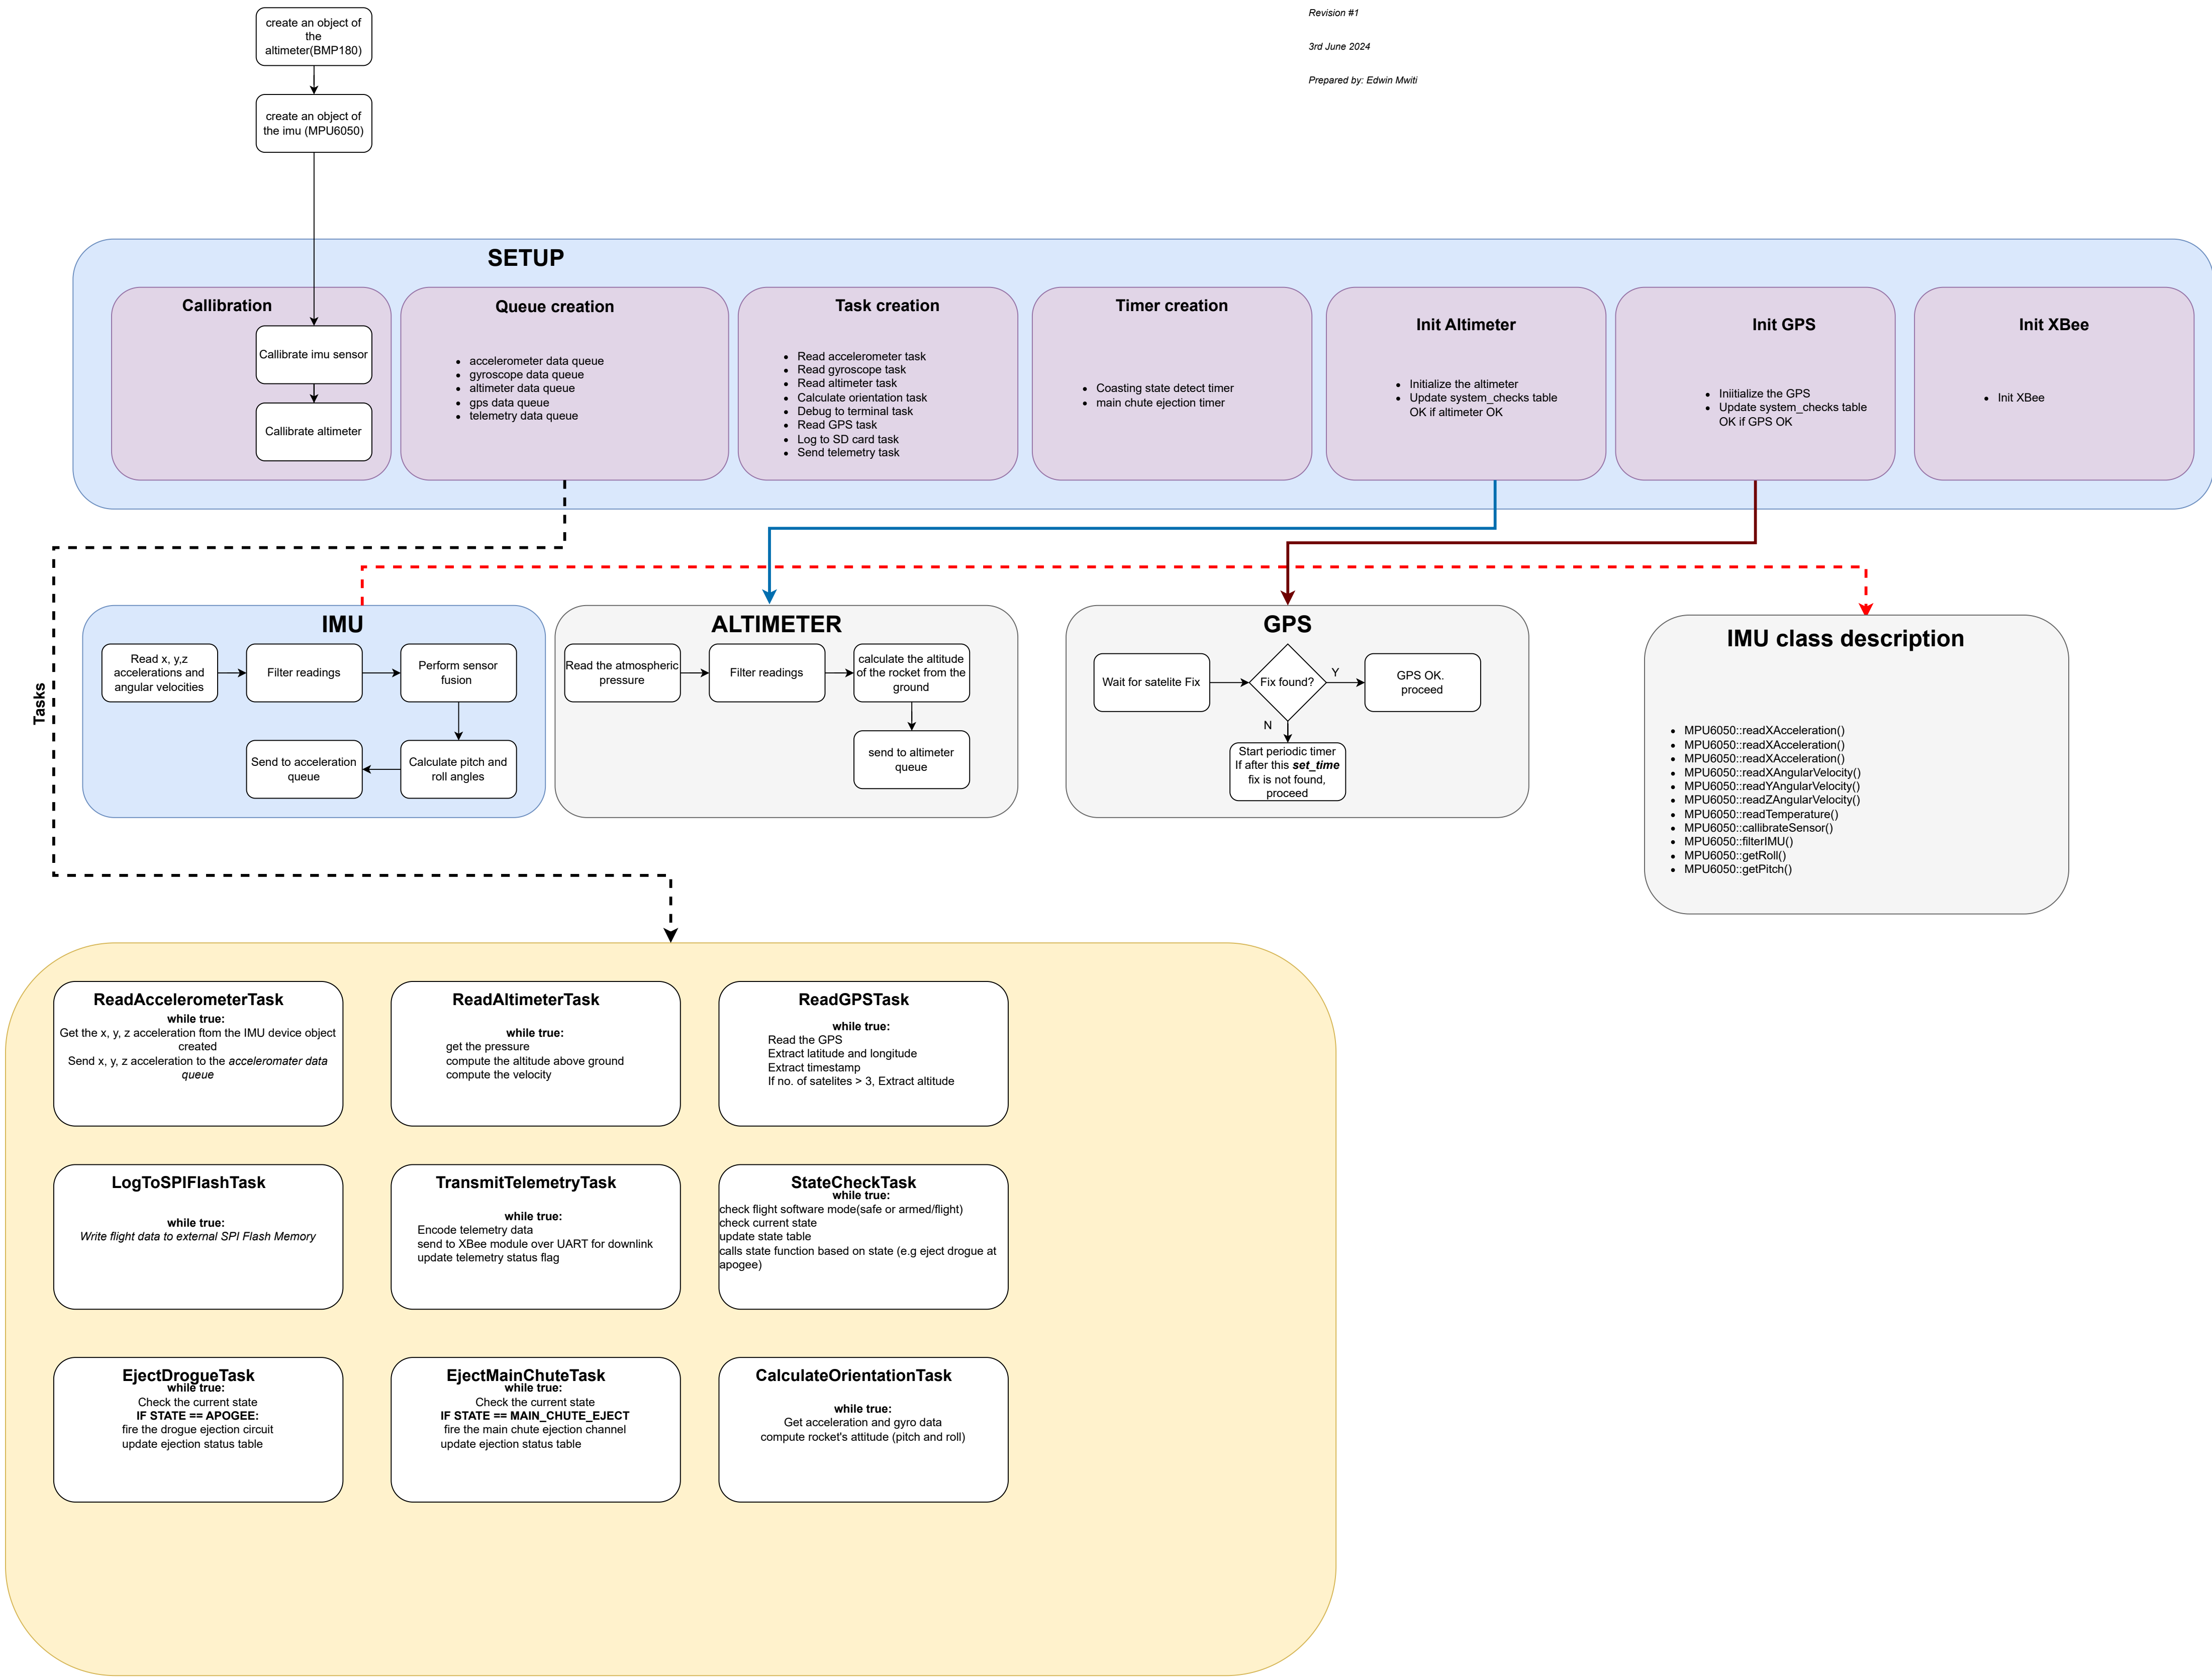 create an object of
the
altimeter(BMP180)
create an object of
the imu (MPU6050)
Revision #1
3rd June 2024
Prepared by: Edwin Mwiti
SETUP
Callibration
Callibrate imu sensor
Callibrate altimeter
Queue creation
accelerometer data queue
gyroscope data queue
altimeter data queue
gps data queue
telemetry data queue
Task creation
Read accelerometer task
Read gyroscope task
Read altimeter task
Calculate orientation task
Debug to terminal task
Read GPS task
Log to SD card task
Send telemetry task
Timer creation
Coasting state detect timer
main chute ejection timer
Init Altimeter
Initialize the altimeter
Update system_checks table
OK if altimeter OK
Init GPS
Iniitialize the GPS
Update system_checks table
OK if GPS OK
Init XBee
Init XBee
Tasks
IMU
Read x, y,z
accelerations and
angular velocities
Filter readings
Perform sensor
fusion
Send to acceleration
queue
Calculate pitch and
roll angles
ALTIMETER
Read the atmospheric
pressure
Filter readings
calculate the altitude
of the rocket from the
ground
send to altimeter
queue
GPS
Wait for satelite Fix
Fix found?
Y
GPS OK.
proceed
N
Start periodic timer
If after this set_time
fix is not found,
proceed
IMU class description
MPU6050::readXAcceleration()
MPU6050::readXAcceleration()
MPU6050::readXAcceleration()
MPU6050::readXAngularVelocity()
MPU6050::readYAngularVelocity()
MPU6050::readZAngularVelocity()
MPU6050::readTemperature()
MPU6050::callibrateSensor()
MPU6050::filterIMU()
MPU6050::getRoll()
MPU6050::getPitch()
ReadAccelerometerTask
while true:
Get the x, y, z acceleration ftom the IMU device object
created
Send x, y, z acceleration to the acceleromater data
queue
ReadAltimeterTask
while true:
get the pressure
compute the altitude above ground
compute the velocity
ReadGPSTask
while true:
Read the GPS
Extract latitude and longitude
Extract timestamp
If no. of satelites > 3, Extract altitude
LogToSPIFlashTask
while true:
Write flight data to external SPI Flash Memory
TransmitTelemetryTask
while true:
Encode telemetry data
send to XBee module over UART for downlink
update telemetry status flag
StateCheckTask
while true:
check flight software mode(safe or armed/flight)
check current state
update state table
calls state function based on state (e.g eject drogue at
apogee)
EjectDrogueTask
while true:
Check the current state
IF STATE == APOGEE:
fire the drogue ejection circuit
update ejection status table
EjectMainChuteTask
while true:
Check the current state
IF STATE == MAIN_CHUTE_EJECT
fire the main chute ejection channel
update ejection status table
CalculateOrientationTask
while true:
Get acceleration and gyro data
compute rocket's attitude (pitch and roll)